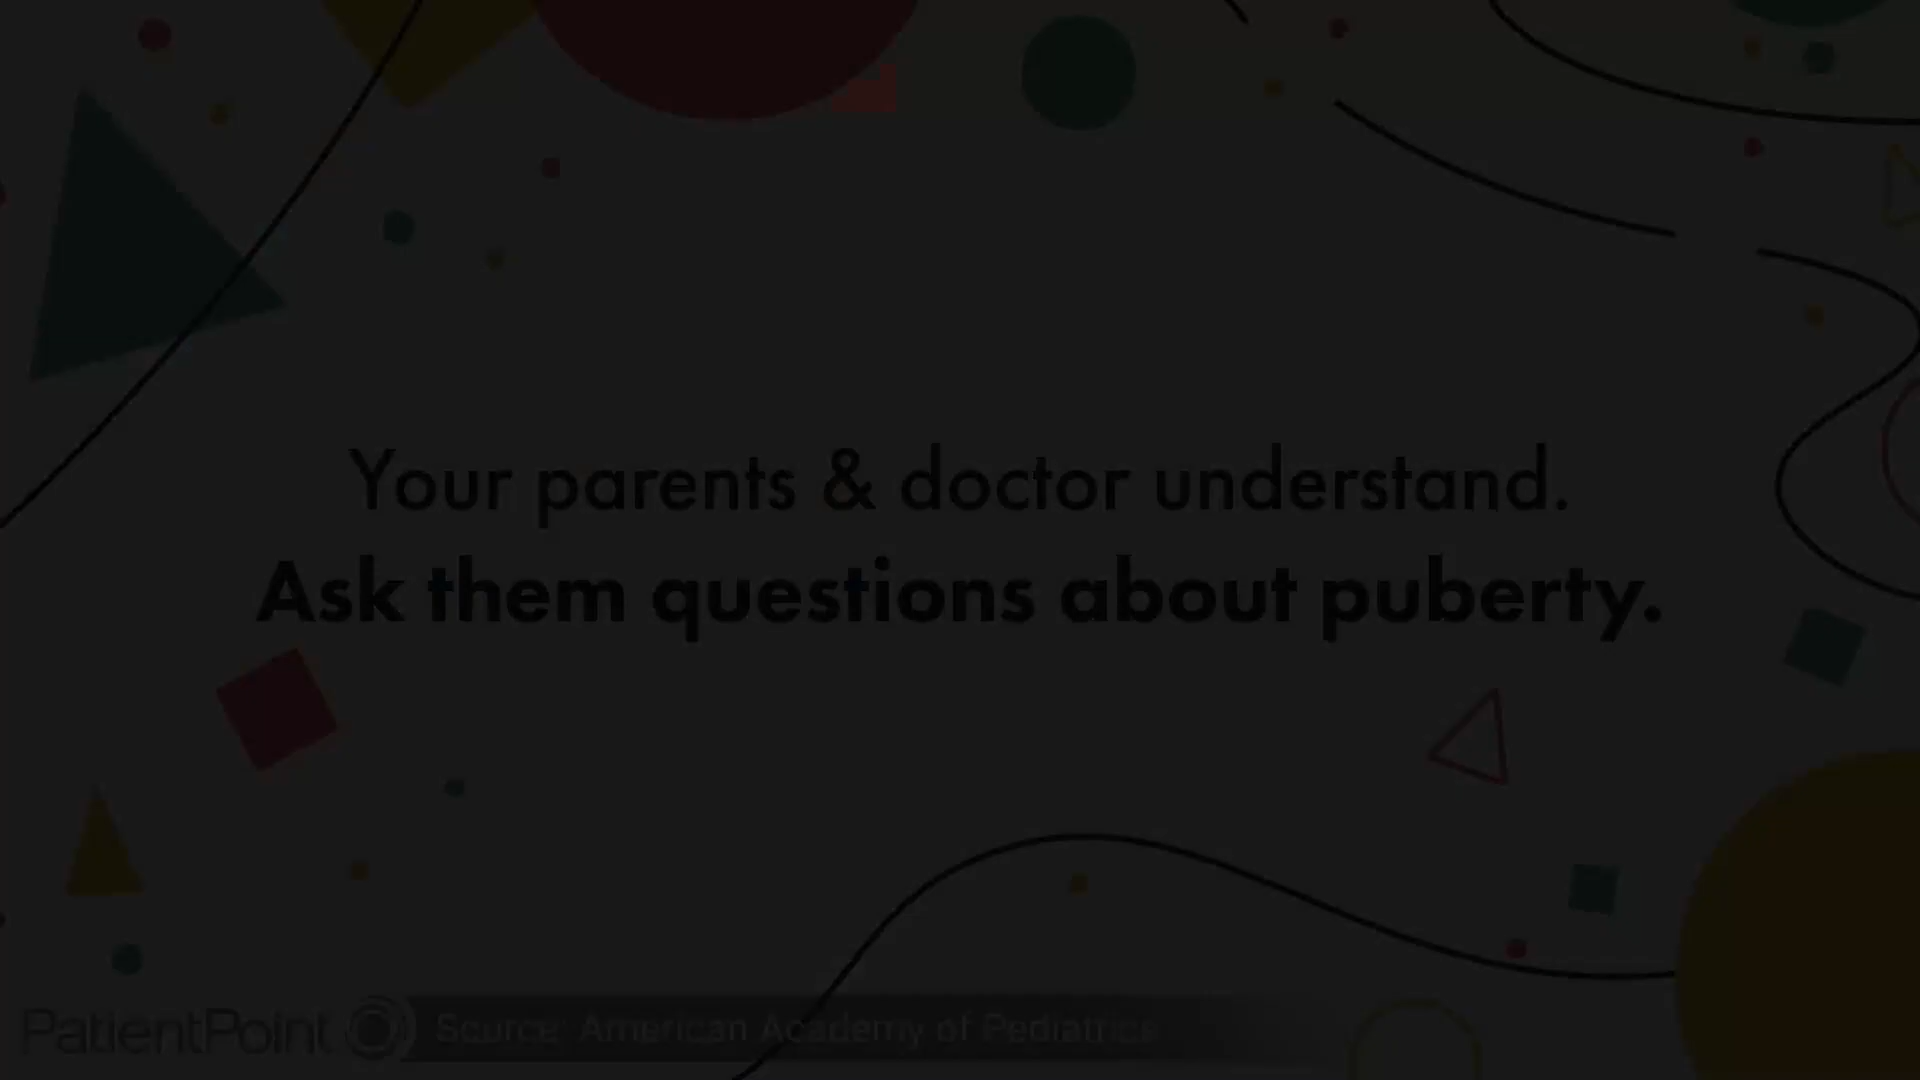 Your parents & doctor understand.
Ask them questions about puberty.
PatientPoint
Source: American Academy of Pediatrics